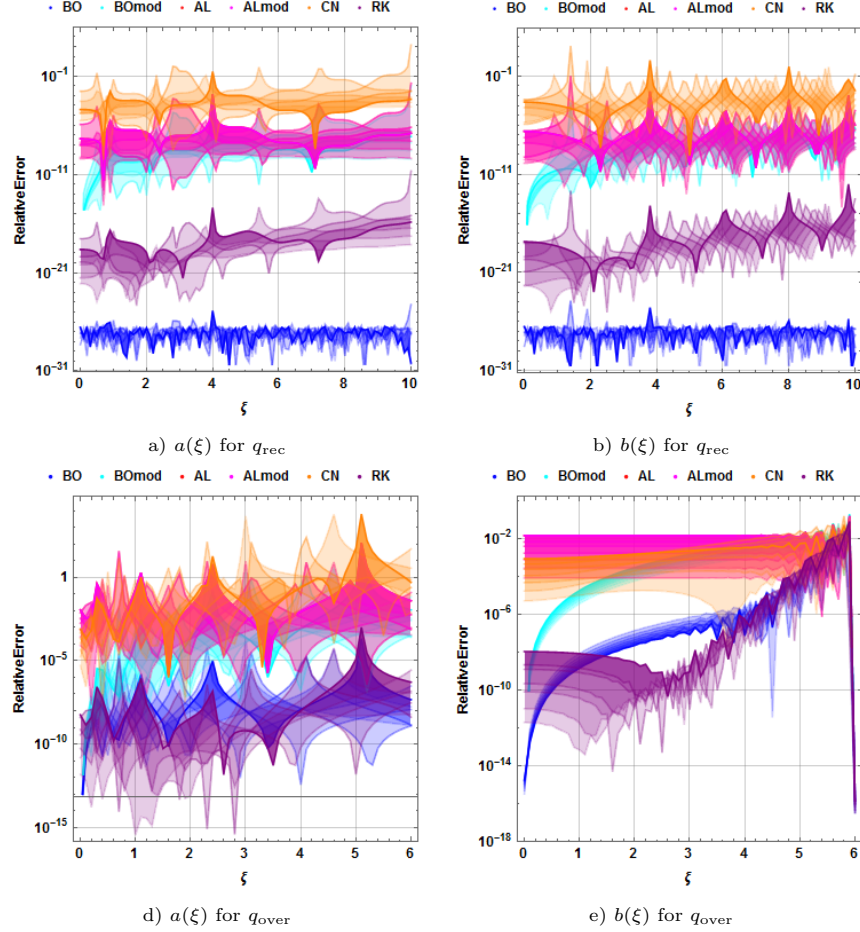 BO BOmod AL ALmod CN RK
RelativeError
10^-1
10^-11
10^-21
10^-31
0 2 4 6 8 10
ξ
a) a(ξ) for q_rec
BO BOmod AL ALmod CN RK
RelativeError
10^-1
10^-11
10^-21
10^-31
0 2 4 6 8 10
ξ
b) b(ξ) for q_rec
BO BOmod AL ALmod CN RK
RelativeError
1
10^-5
10^-10
10^-15
0 1 2 3 4 5 6
ξ
d) a(ξ) for q_over
BO BOmod AL ALmod CN RK
RelativeError
10^-2
10^-6
10^-10
10^-14
10^-18
0 1 2 3 4 5 6
ξ
e) b(ξ) for q_over